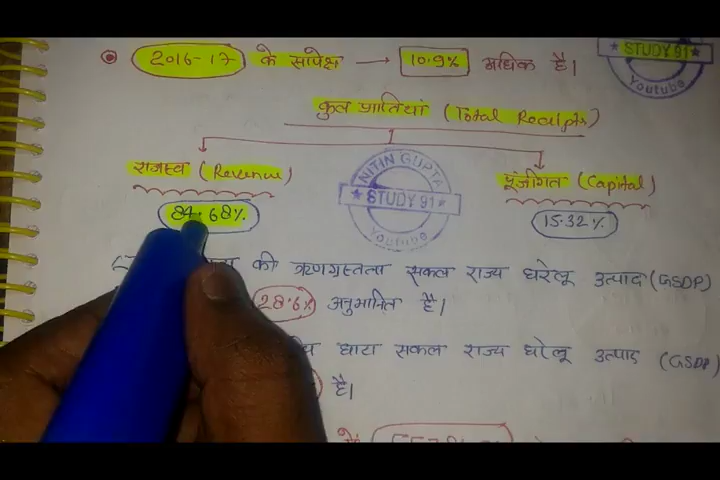 2016-17 के सापेक्ष → 10.9% अधिक है।
STUDY 91
Youtube
कुल प्राप्तियां (Total Receipts)
राजस्व (Revenue)
पूंजीगत (Capital)
NITIN GUPTA
STUDY 91
Youtube
84.68%
15.32%
की ऋणग्रस्तता सकल राज्य घरेलू उत्पाद (GSDP)
28.6% अनुमानित है।
घाटा सकल राज्य घरेलू उत्पाद (GSDP)
है।